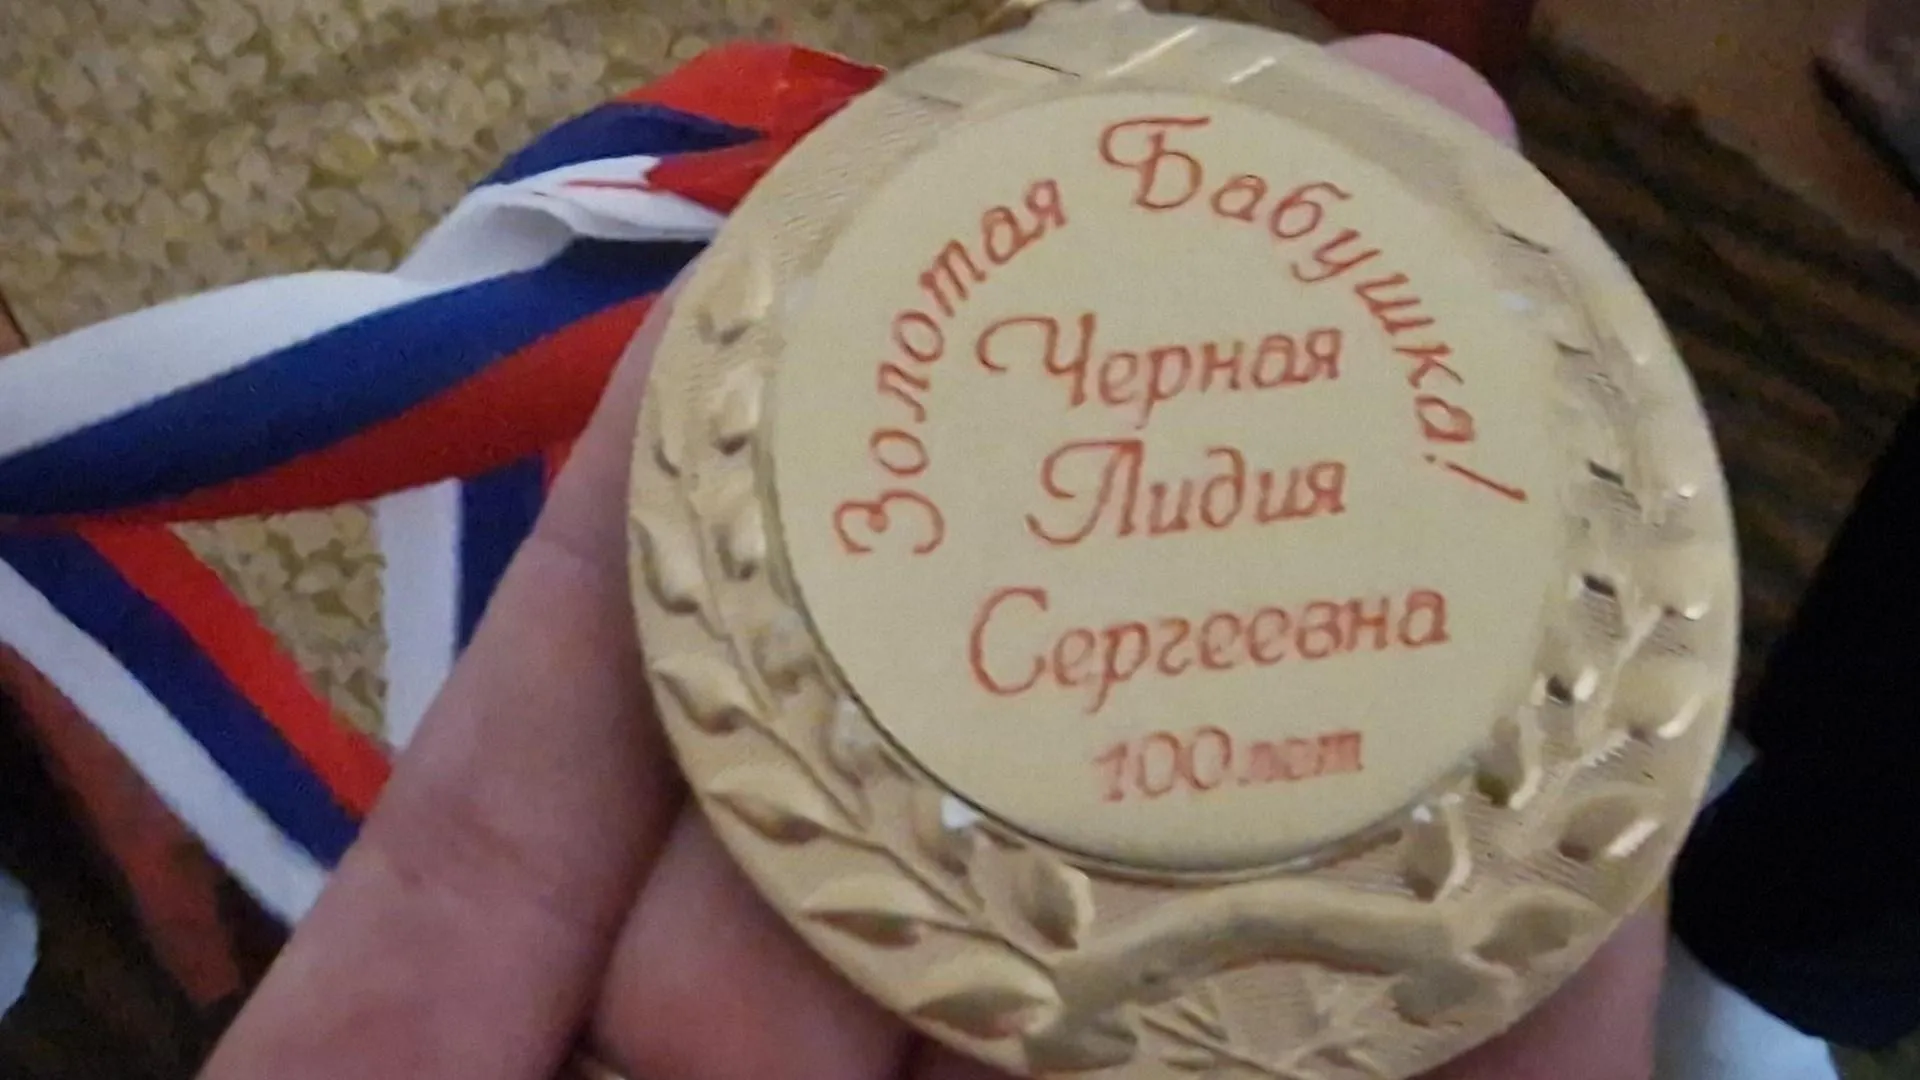 Золотая Бабушка!
Черная
Лидия
Сергеевна
100 лет